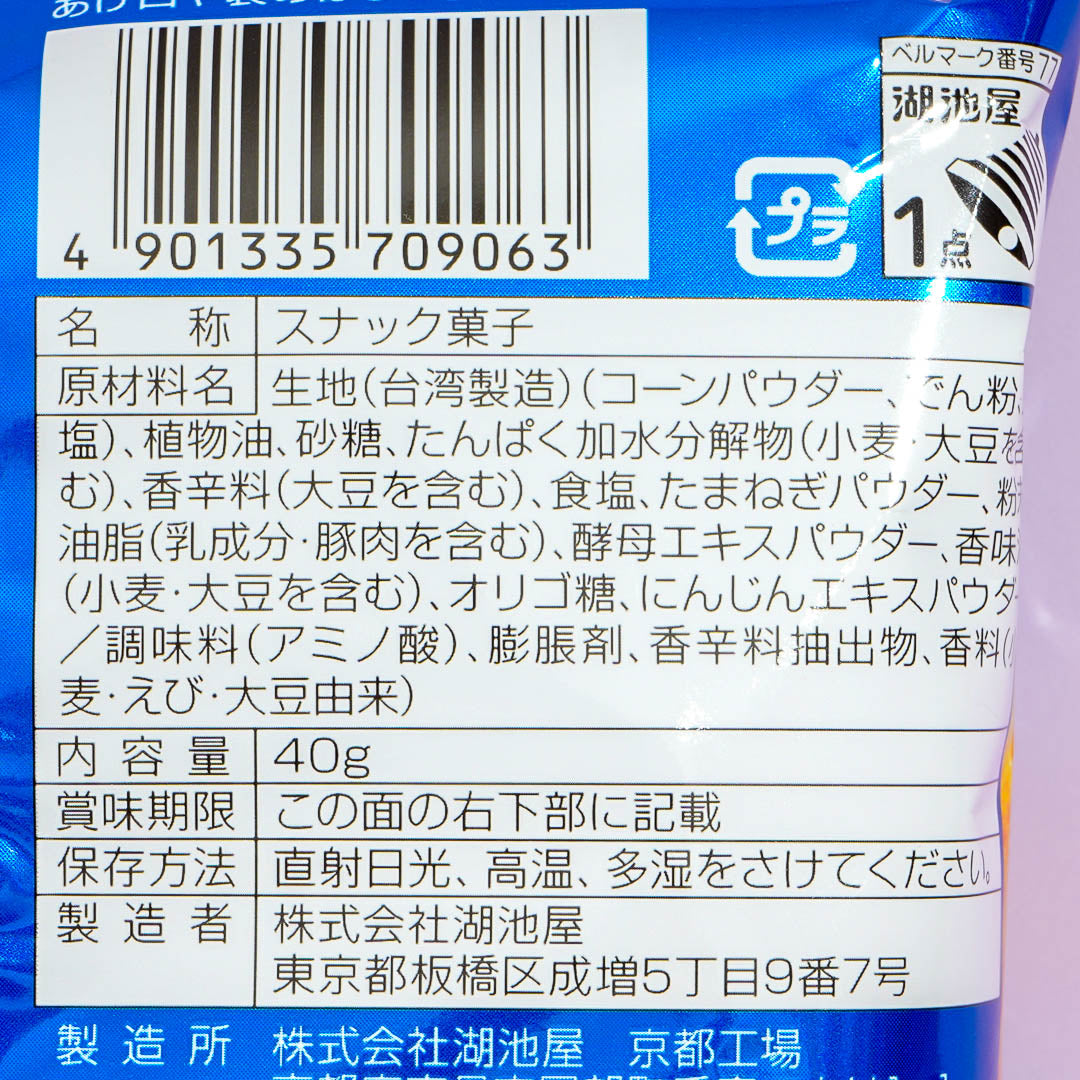 4 901335 709063
ベルマーク番号77
湖池屋
1点
プラ
名称 スナック菓子
原材料名 生地(台湾製造)(コーンパウダー、でん粉、
塩)、植物油、砂糖、たんぱく加水分解物(小麦・大豆を含
む)、香辛料(大豆を含む)、食塩、たまねぎパウダー、粉
油脂(乳成分・豚肉を含む)、酵母エキスパウダー、香味
(小麦・大豆を含む)、オリゴ糖、にんじんエキスパウダー
/調味料(アミノ酸)、膨脹剤、香辛料抽出物、香料(小
麦・えび・大豆由来)
内容量 40g
賞味期限 この面の右下部に記載
保存方法 直射日光、高温、多湿をさけてください。
製造者 株式会社湖池屋
東京都板橋区成増5丁目9番7号
製造所 株式会社湖池屋 京都工場